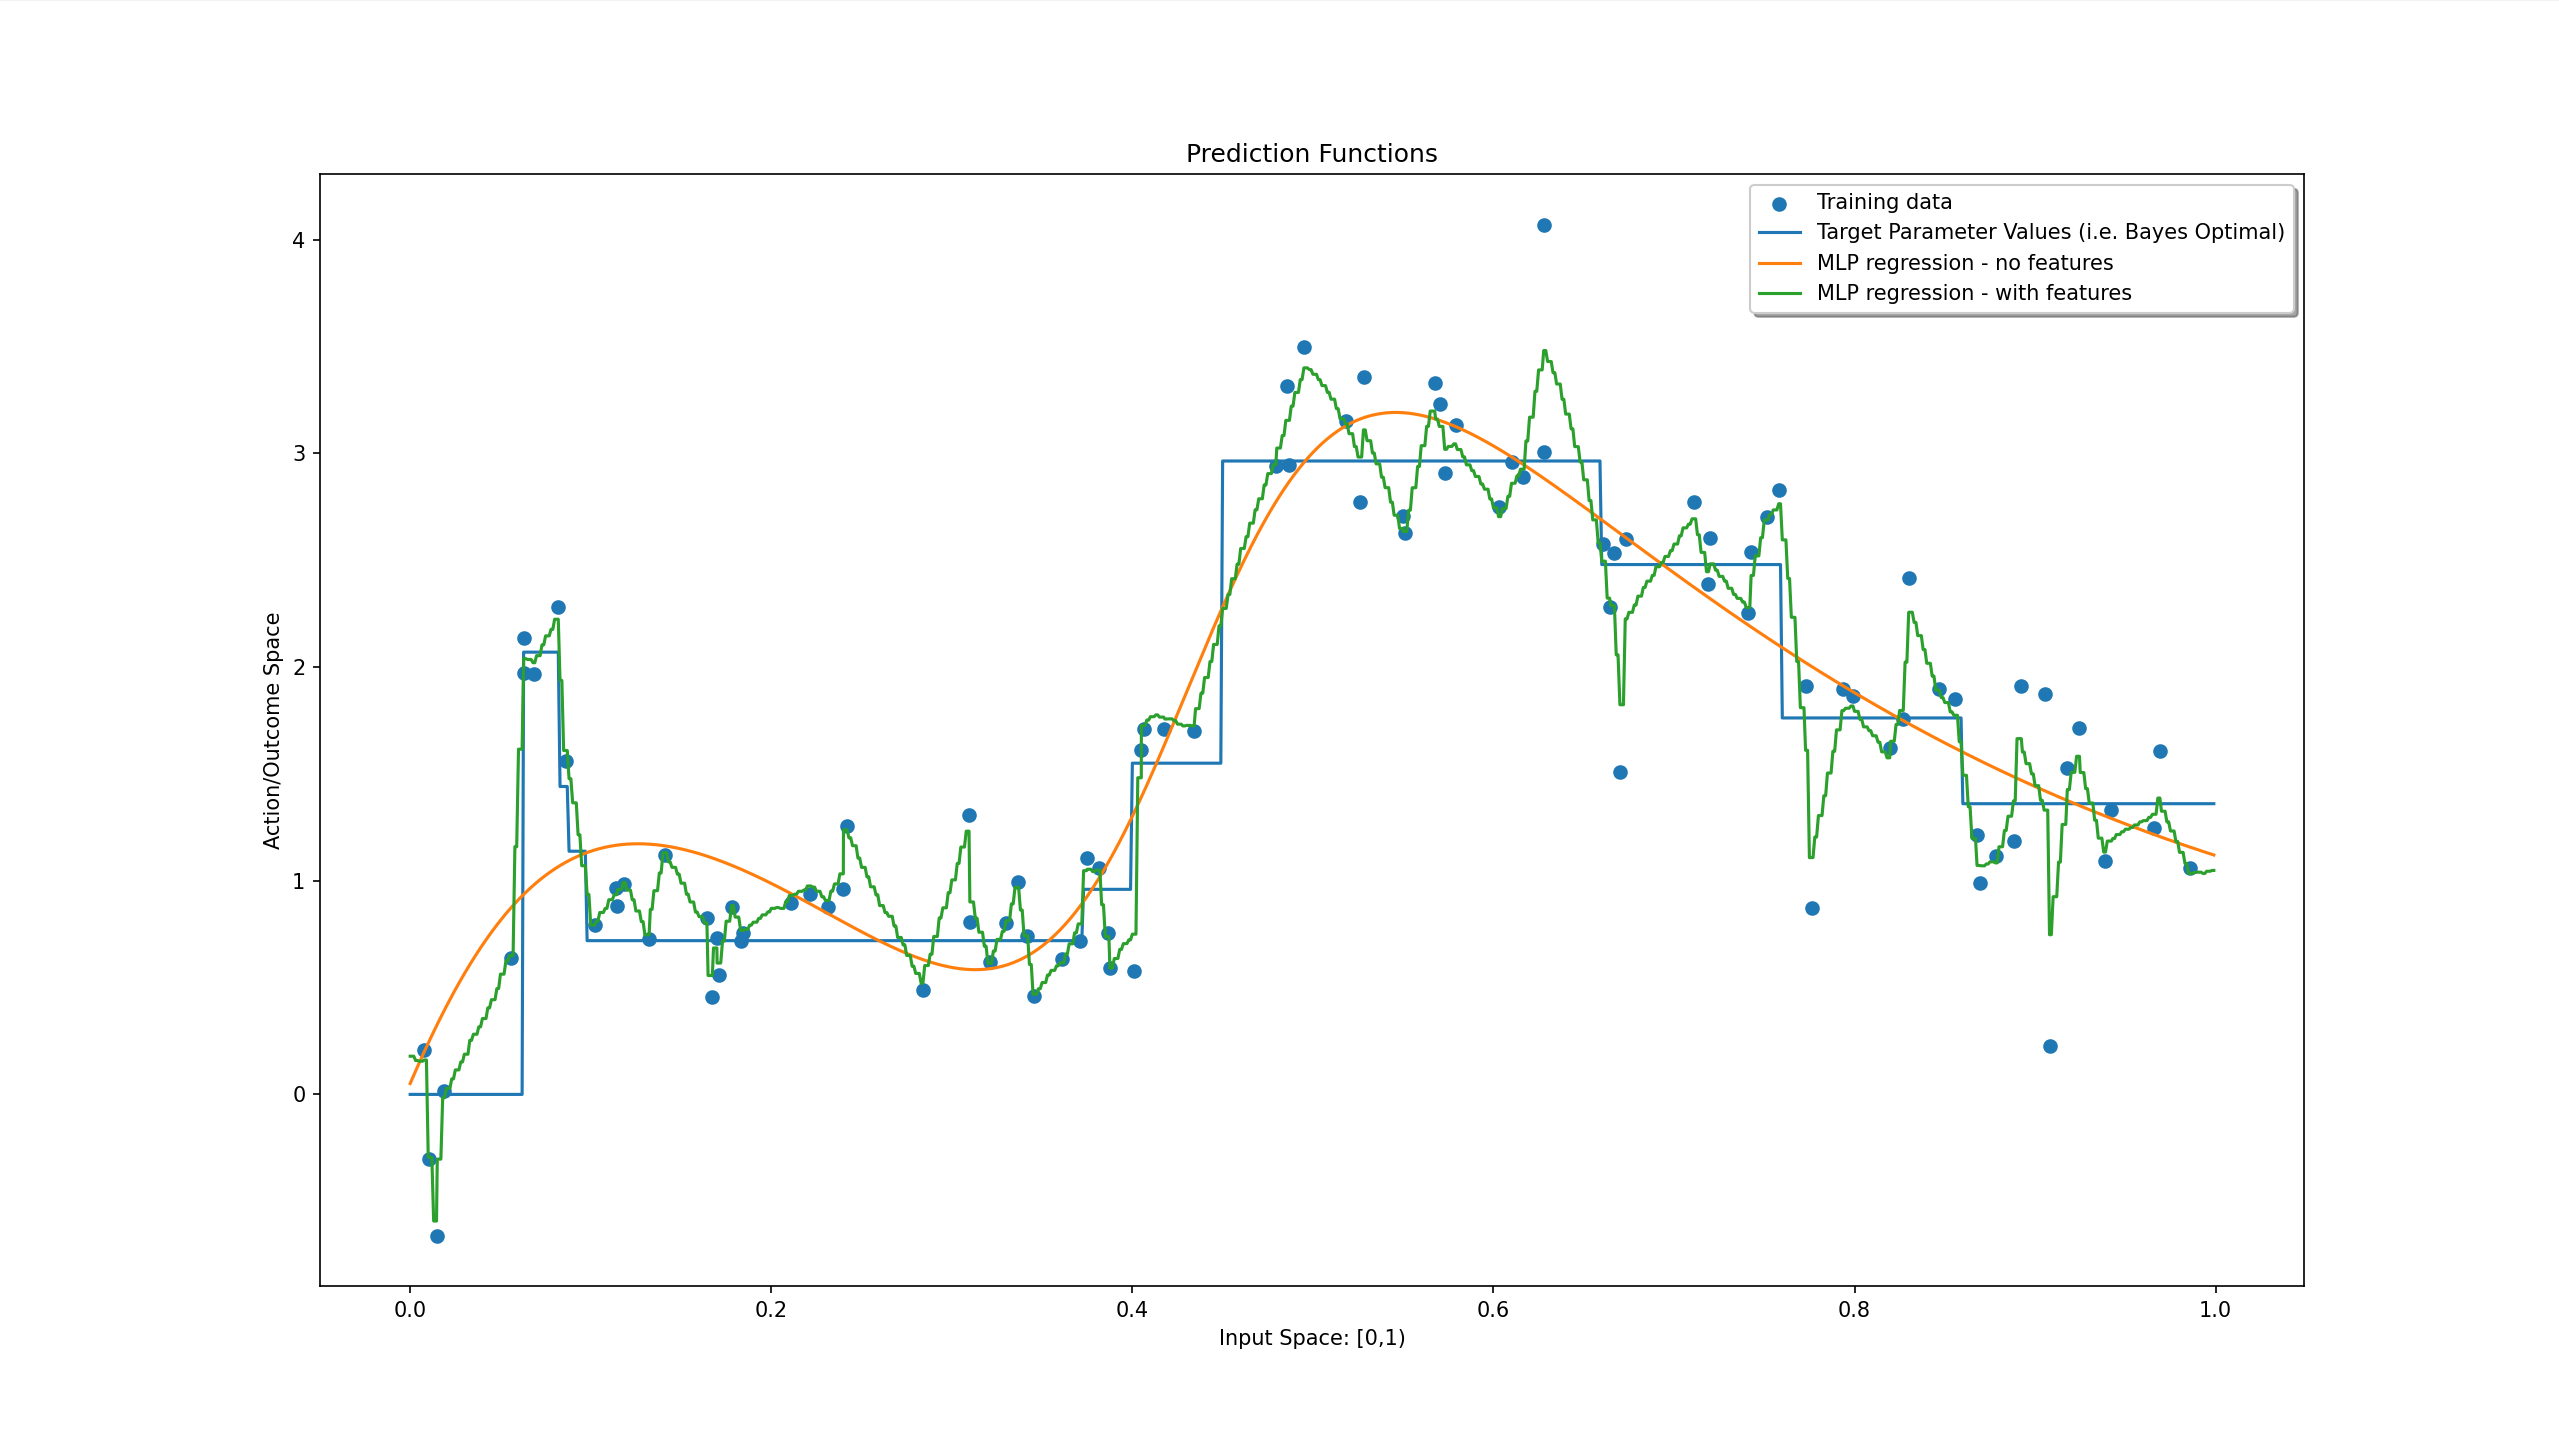 Prediction Functions
Training data
Target Parameter Values (i.e. Bayes Optimal)
MLP regression - no features
MLP regression - with features
Action/Outcome Space
4
3
2
1
0
0.0
0.2
0.4
0.6
0.8
1.0
Input Space: [0,1)